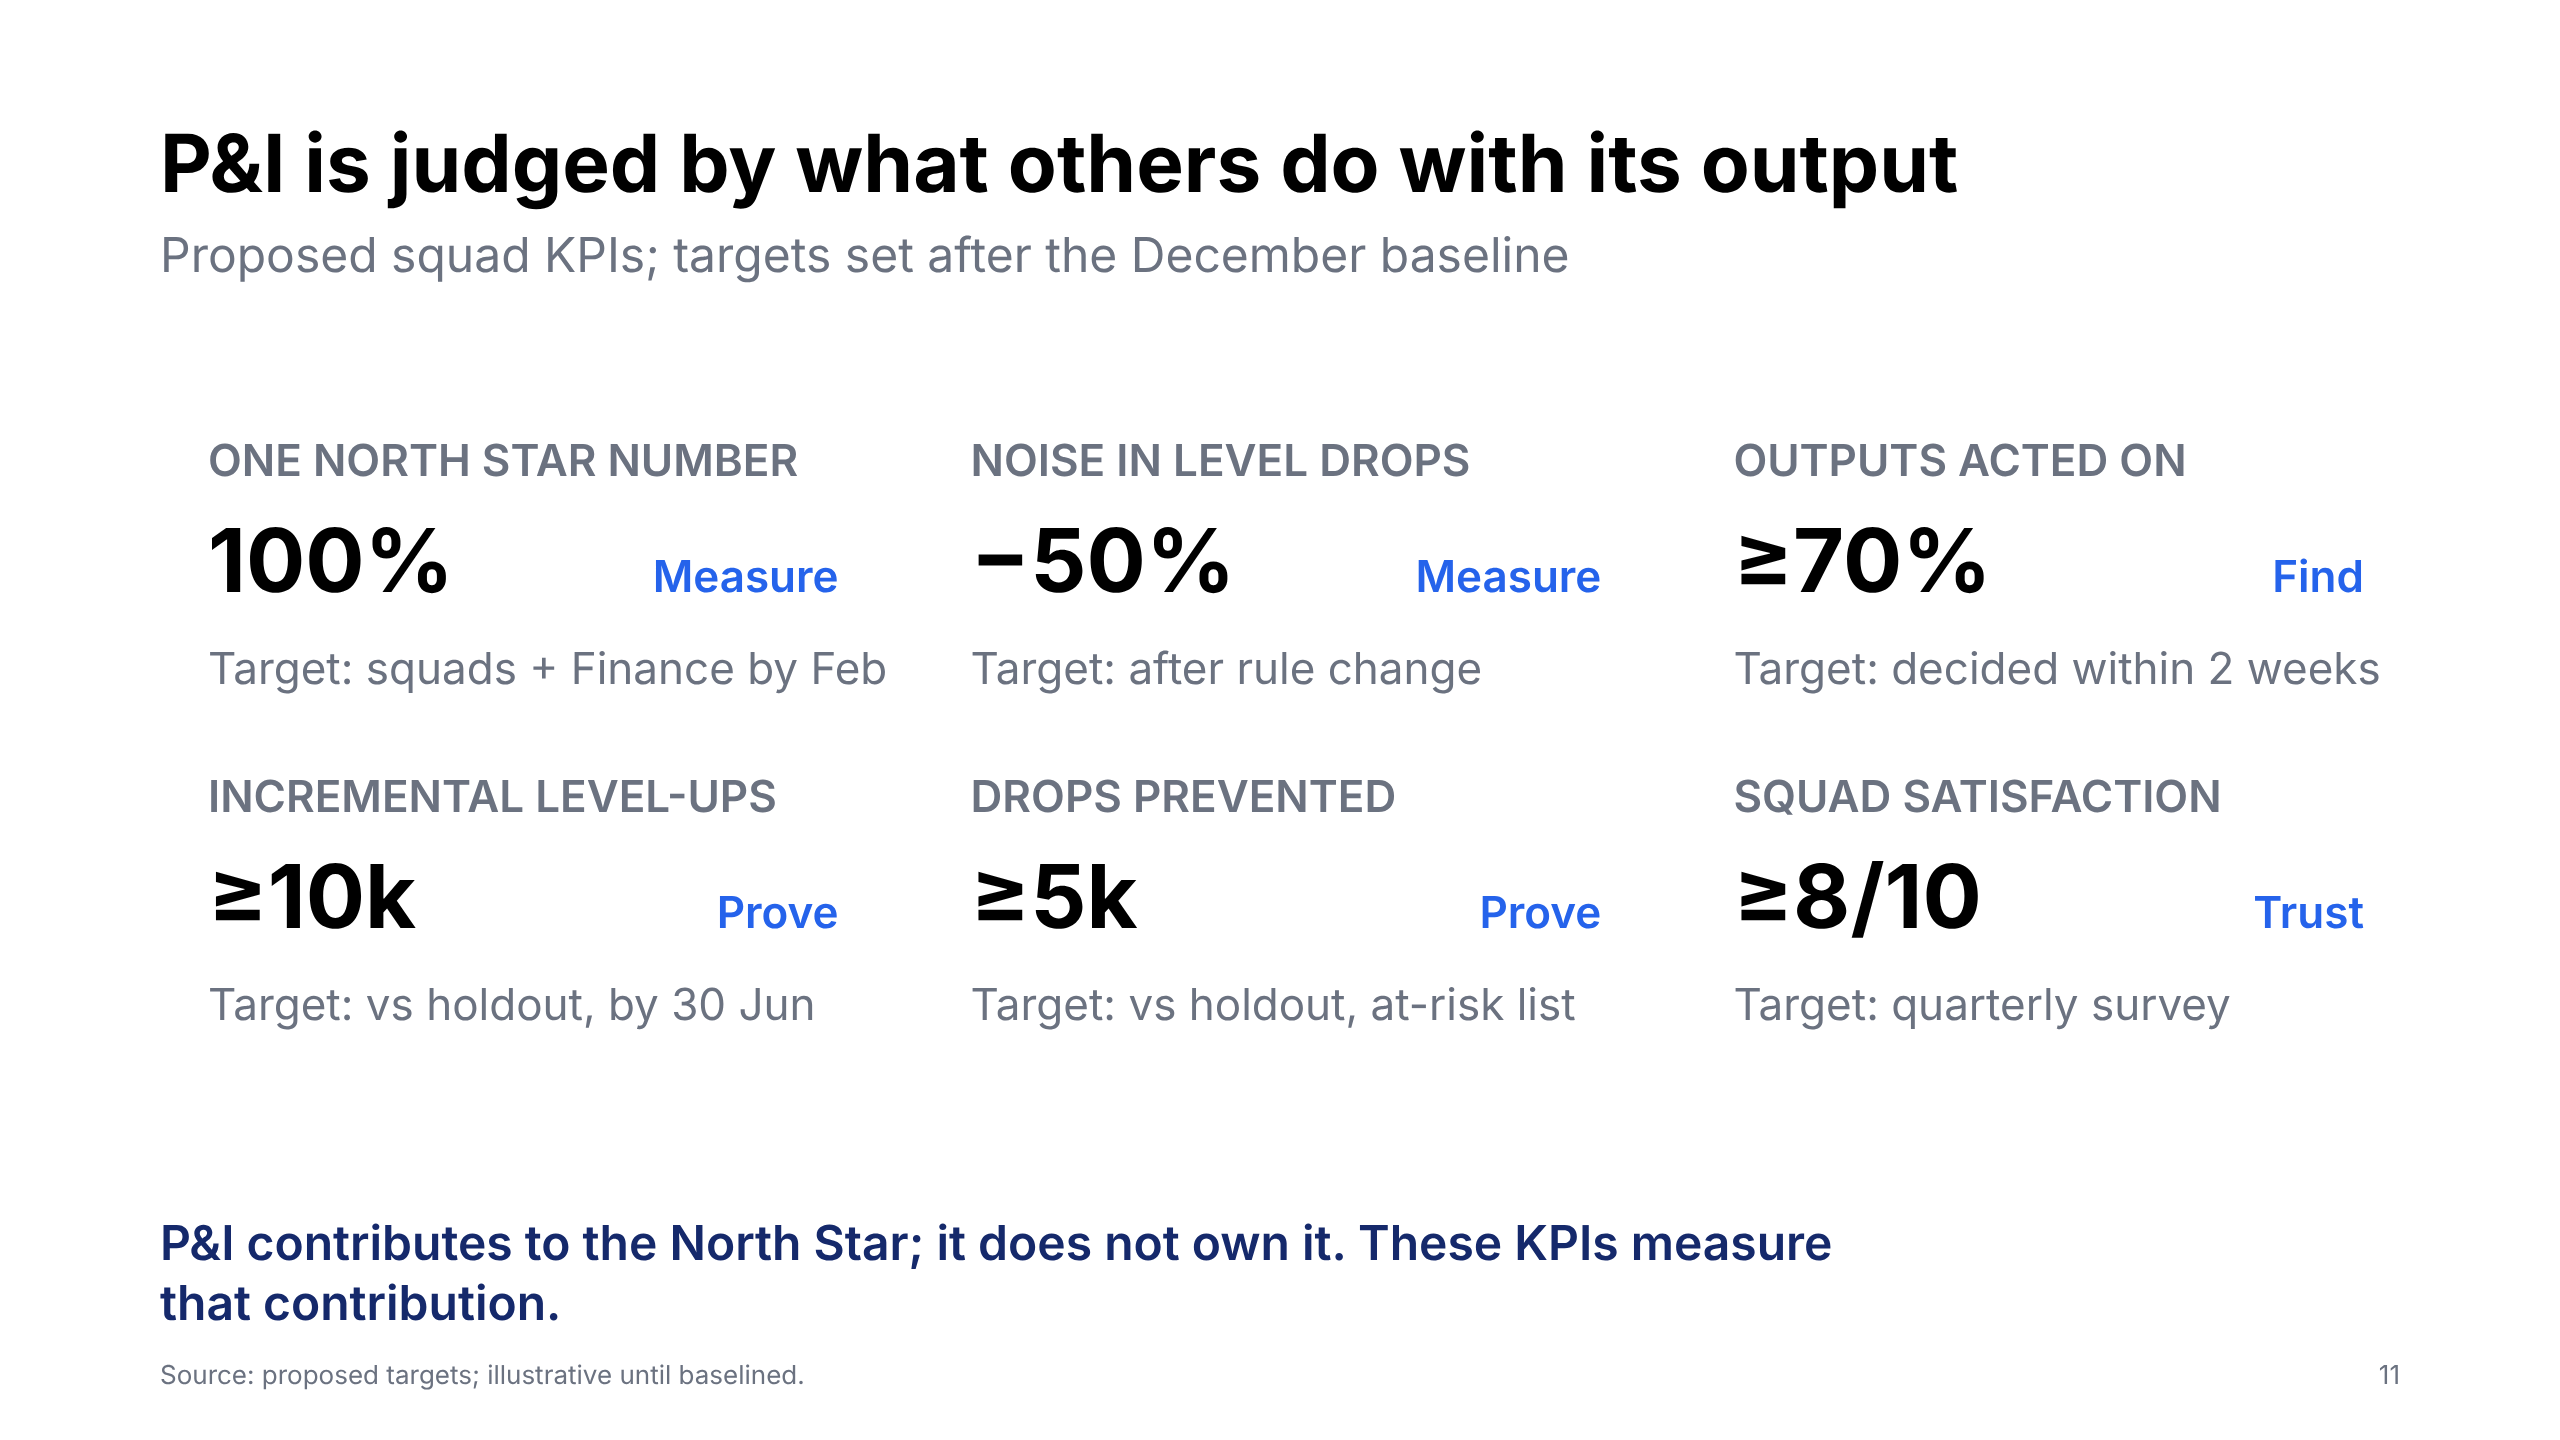 P&I is judged by what others do with its output
Proposed squad KPIs; targets set after the December baseline
ONE NORTH STAR NUMBER
100%
Measure
Target: squads + Finance by Feb
NOISE IN LEVEL DROPS
−50%
Measure
Target: after rule change
OUTPUTS ACTED ON
≥70%
Find
Target: decided within 2 weeks
INCREMENTAL LEVEL-UPS
≥10k
Prove
Target: vs holdout, by 30 Jun
DROPS PREVENTED
≥5k
Prove
Target: vs holdout, at-risk list
SQUAD SATISFACTION
≥8/10
Trust
Target: quarterly survey
P&I contributes to the North Star; it does not own it. These KPIs measure
that contribution.
Source: proposed targets; illustrative until baselined.
11